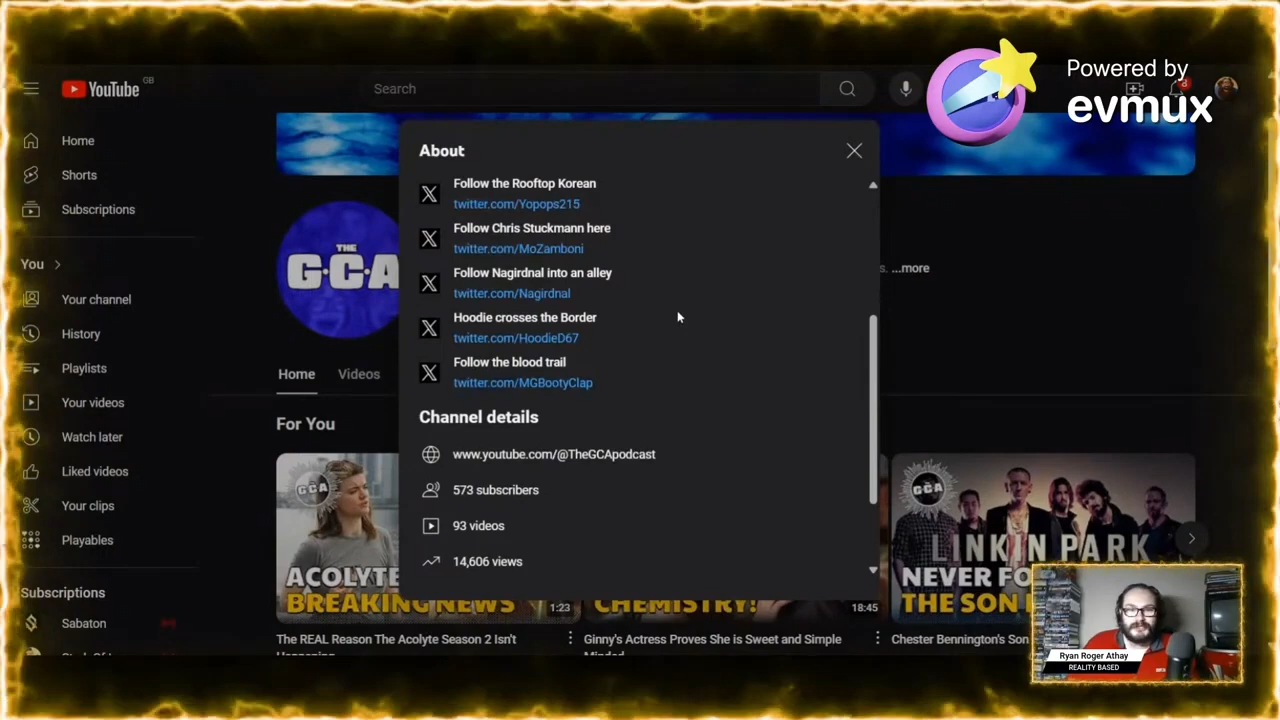 Powered by
evmux
YouTube GB
Search
8
Home
Shorts
Subscriptions
You
Your channel
History
Playlists
Your videos
Watch later
Liked videos
Your clips
Playables
Subscriptions
Sabaton
THE
G·C·A
...more
Home
Videos
For You
About
Follow the Rooftop Korean
twitter.com/Yopops215
Follow Chris Stuckmann here
twitter.com/MoZamboni
Follow Nagirdnal into an alley
twitter.com/Nagirdnal
Hoodie crosses the Border
twitter.com/HoodieD67
Follow the blood trail
twitter.com/MGBootyClap
Channel details
www.youtube.com/@TheGCApodcast
573 subscribers
93 videos
14,606 views
GCA
ACOLYTE
BREAKING NEWS
1:23
The REAL Reason The Acolyte Season 2 Isn't
CHEMISTRY!
18:45
Ginny's Actress Proves She is Sweet and Simple
Minded
GCA
LINKIN PARK
NEVER FO
THE SON
Chester Bennington's Son
Ryan Roger Athay
REALITY BASED